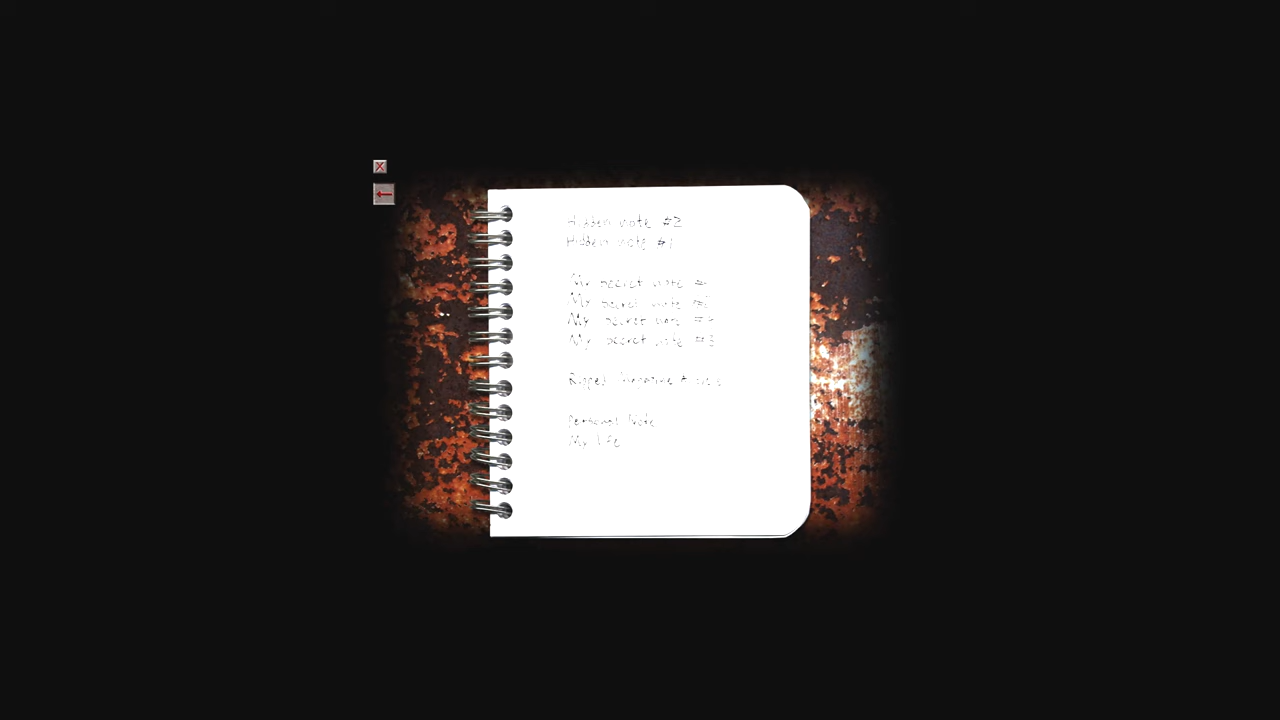 Hidden note #2
Hidden note #1
My secret note
My secret note
My secret note
My secret note #3
Ripped
Personal Note
My life